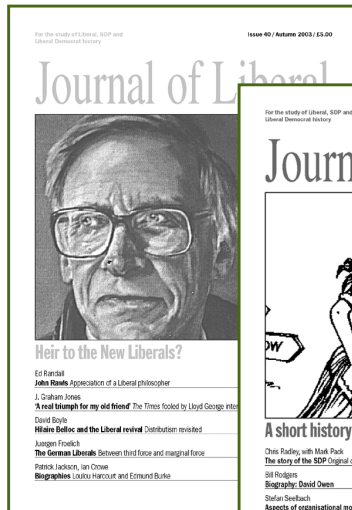 For the study of Liberal, SDP and
Liberal Democrat history
Issue 40 / Autumn 2003 / £5.00
Journal of Liberal
Heir to the New Liberals?
Ed Randall
John Rawls Appreciation of a Liberal philosopher
J. Graham Jones
'A real triumph for my old friend' The Times fooled by Lloyd George inter
David Boyle
Hilaire Belloc and the Liberal revival Distributism revisited
Juergen Froelich
The German Liberals Between third force and marginal force
Patrick Jackson, Ian Crowe
Biographies Loulou Harcourt and Edmund Burke
For the study of Liberal, SDP and
Liberal Democrat history
Journ
OW
A short history
Chris Radley, with Mark Pack
The story of the SDP Original c
Bill Rodgers
Biography: David Owen
Stefan Seelbach
Aspects of organisational mo